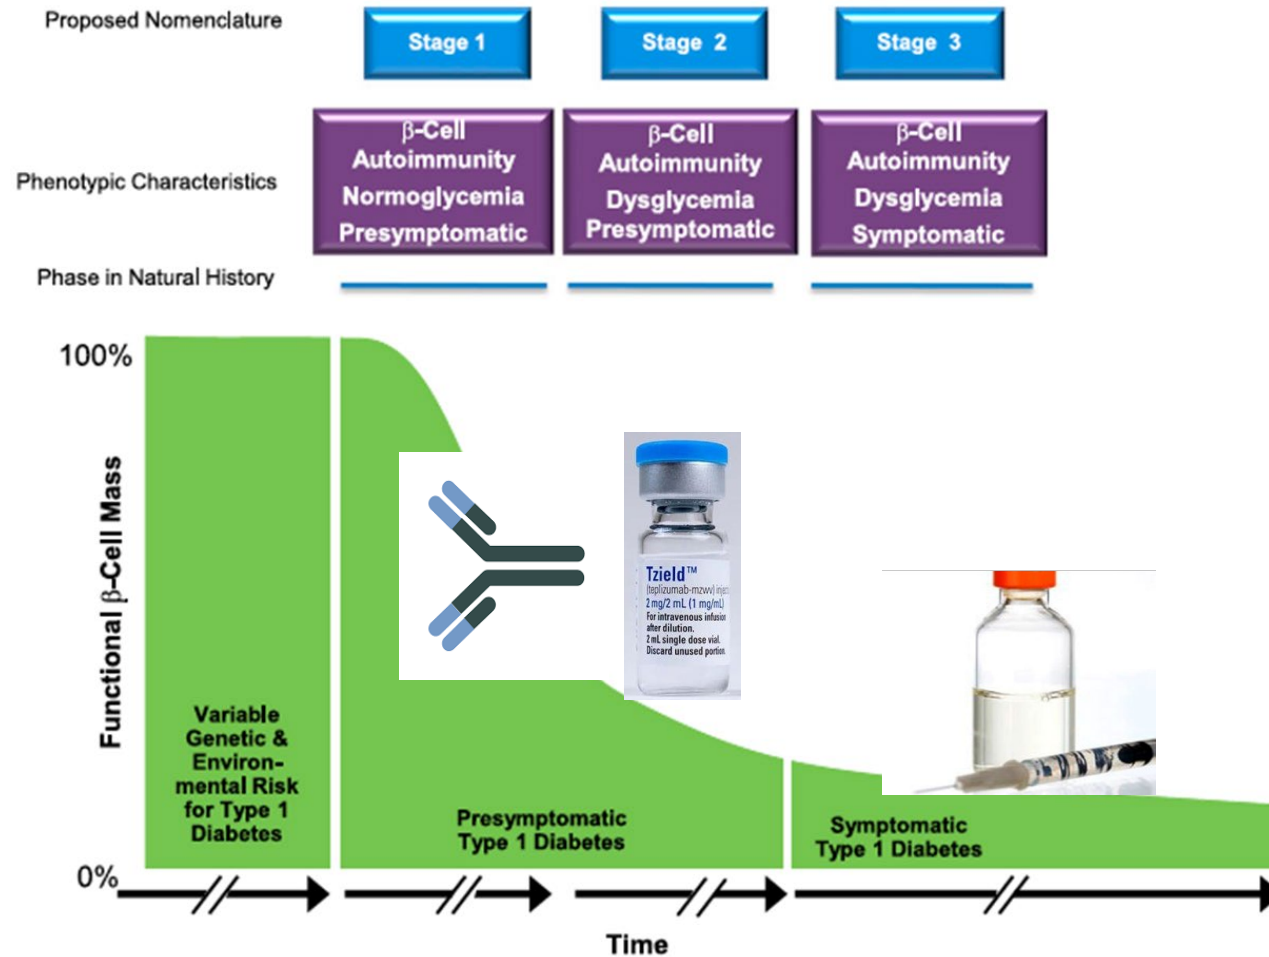 Proposed Nomenclature
Stage 1
Stage 2
Stage 3
Phenotypic Characteristics
β-Cell
Autoimmunity
Normoglycemia
Presymptomatic
β-Cell
Autoimmunity
Dysglycemia
Presymptomatic
β-Cell
Autoimmunity
Dysglycemia
Symptomatic
Phase in Natural History
100%
Functional β-Cell Mass
0%
Variable
Genetic &
Environ-
mental Risk
for Type 1
Diabetes
Tzield™
(teplizumab-mzwv) injec
2 mg/2 mL (1 mg/mL)
For intravenous infusion
after dilution.
2 mL single dose vial.
Discard unused portion.
Presymptomatic
Type 1 Diabetes
Symptomatic
Type 1 Diabetes
Time